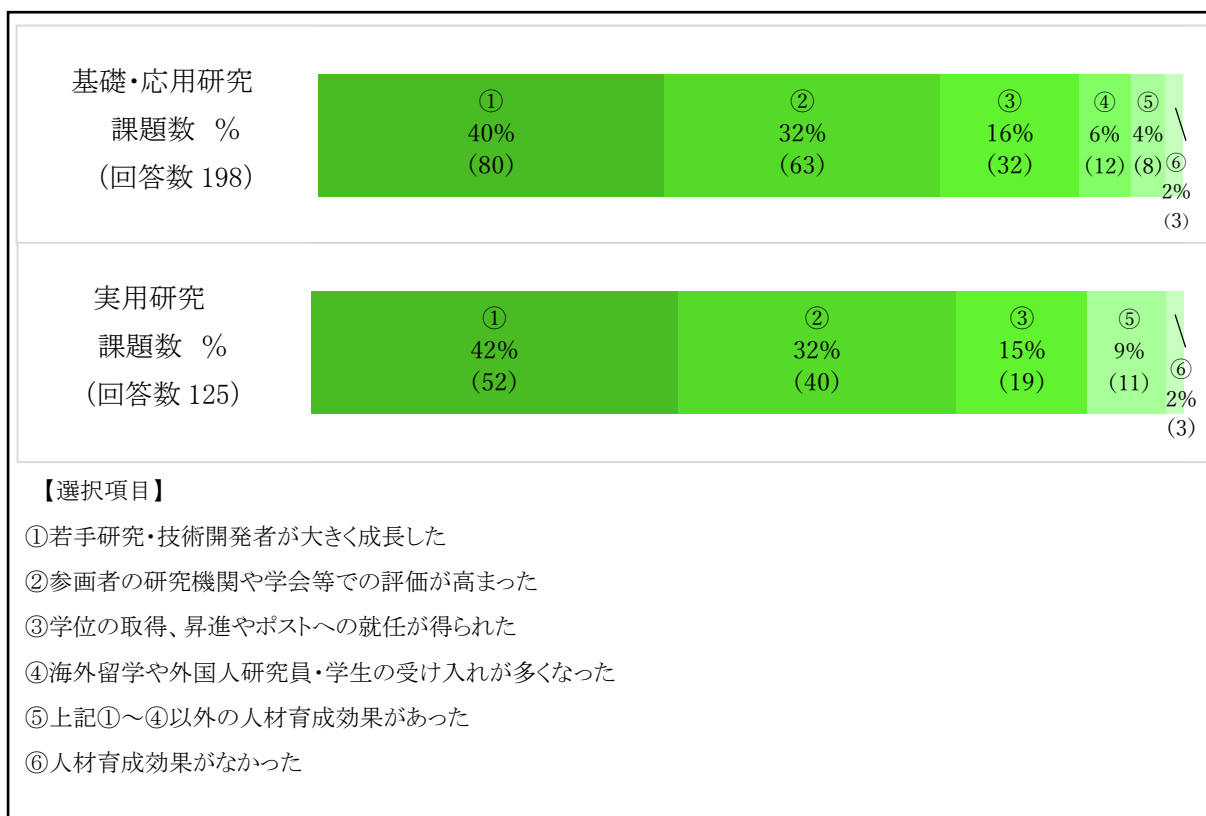 基礎・応用研究
課題数 %
（回答数 198）
①
40%
(80)
②
32%
(63)
③
16%
(32)
④
6%
(12)
⑤
4%
(8)
⑥
2%
(3)
実用研究
課題数 %
（回答数 125）
①
42%
(52)
②
32%
(40)
③
15%
(19)
⑤
9%
(11)
⑥
2%
(3)
【選択項目】
①若手研究・技術開発者が大きく成長した
②参画者の研究機関や学会等での評価が高まった
③学位の取得、昇進やポストへの就任が得られた
④海外留学や外国人研究員・学生の受け入れが多くなった
⑤上記①～④以外の人材育成効果があった
⑥人材育成効果がなかった